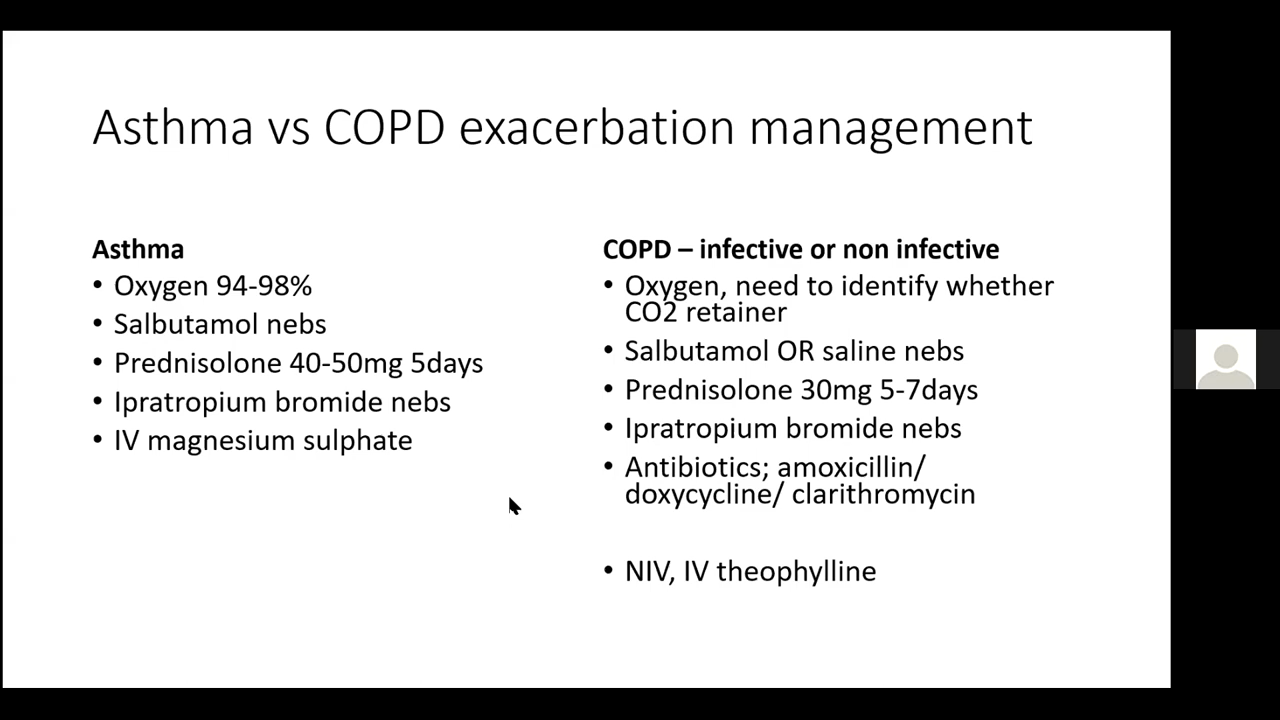 Asthma vs COPD exacerbation management
Asthma
• Oxygen 94-98%
• Salbutamol nebs
• Prednisolone 40-50mg 5days
• Ipratropium bromide nebs
• IV magnesium sulphate
COPD – infective or non infective
• Oxygen, need to identify whether
CO2 retainer
• Salbutamol OR saline nebs
• Prednisolone 30mg 5-7days
• Ipratropium bromide nebs
• Antibiotics; amoxicillin/
doxycycline/ clarithromycin
• NIV, IV theophylline